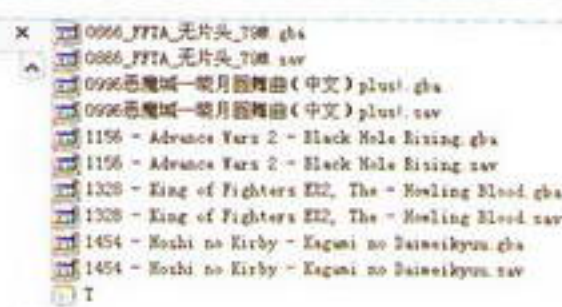 0866_FFTA_无片头_79M.gba
0866_FFTA_无片头_79M.sav
0996恶魔城—晓月圆舞曲(中文)plus!.gba
0996恶魔城—晓月圆舞曲(中文)plus!.sav
1156 - Advance Wars 2 - Black Hole Rising.gba
1156 - Advance Wars 2 - Black Hole Rising.sav
1328 - King of Fighters EX2, The - Howling Blood.gba
1328 - King of Fighters EX2, The - Howling Blood.sav
1454 - Hoshi no Kirby - Kagami no Daimeikyuu.gba
1454 - Hoshi no Kirby - Kagami no Daimeikyuu.sav
T